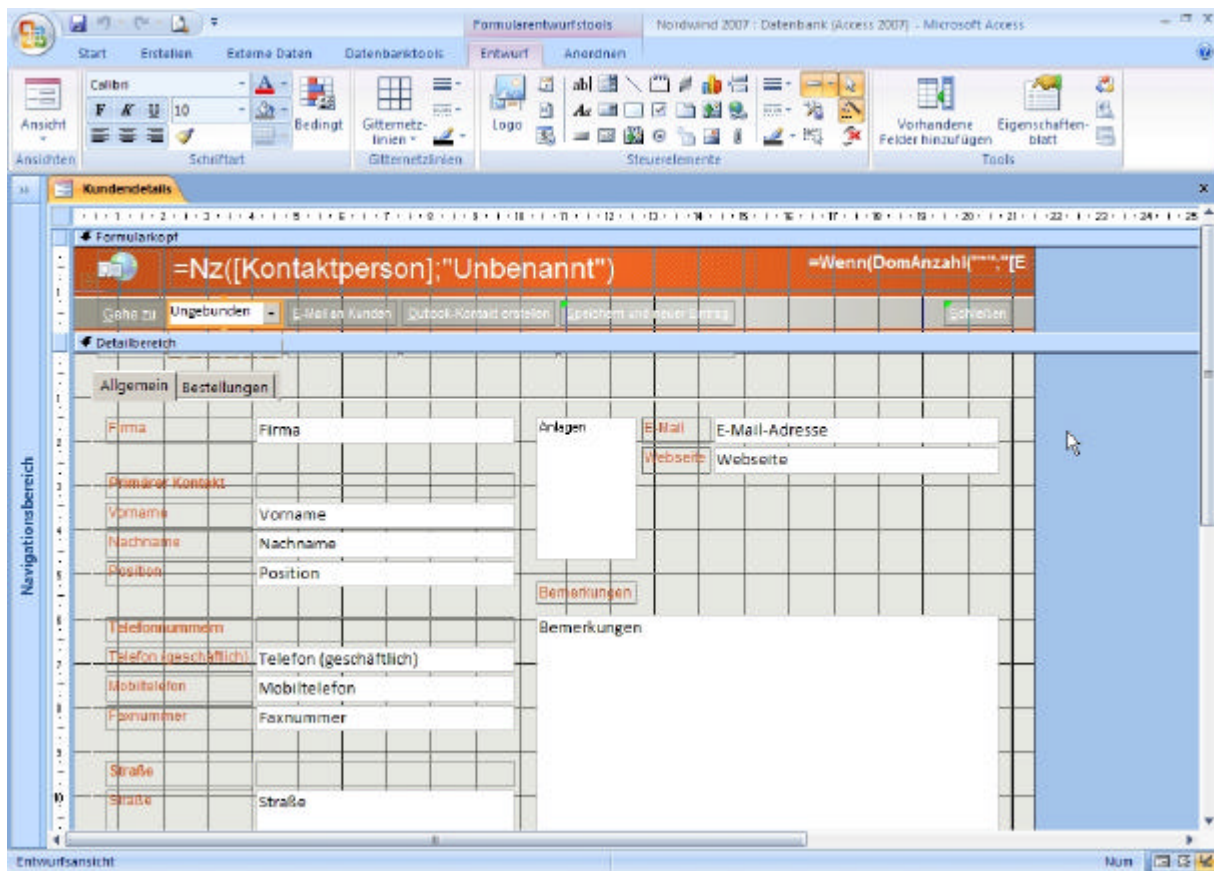 Formularentwurfstools Nordwind 2007 : Datenbank (Access 2007) - Microsoft Access
Start Erstellen Externe Daten Datenbanktools Entwurf Anordnen
Calibri
F K U 10
Ansicht Bedingt Gitternetz-linien Logo Vorhandene Felder hinzufügen Eigenschaften-blatt
Ansichten Schriftart Gitternetzlinien Steuerelemente Tools
Kundendetails
Formularkopf
=Nz([Kontaktperson];"Unbenannt") =Wenn(DomAnzahl("*";"[E
Gehe zu Ungebunden E-Mail an Kunden Outlook-Kontakt erstellen Speichern und neuer Eintrag Schließen
Detailbereich
Allgemein Bestellungen
Firma Firma Anlagen E-Mail E-Mail-Adresse
Webseite Webseite
Primärer Kontakt
Vorname Vorname
Nachname Nachname
Position Position
Bemerkungen
Telefonnummern Bemerkungen
Telefon (geschäftlich) Telefon (geschäftlich)
Mobiltelefon Mobiltelefon
Faxnummer Faxnummer
Straße
Straße Straße
Navigationsbereich
Entwurfsansicht Num